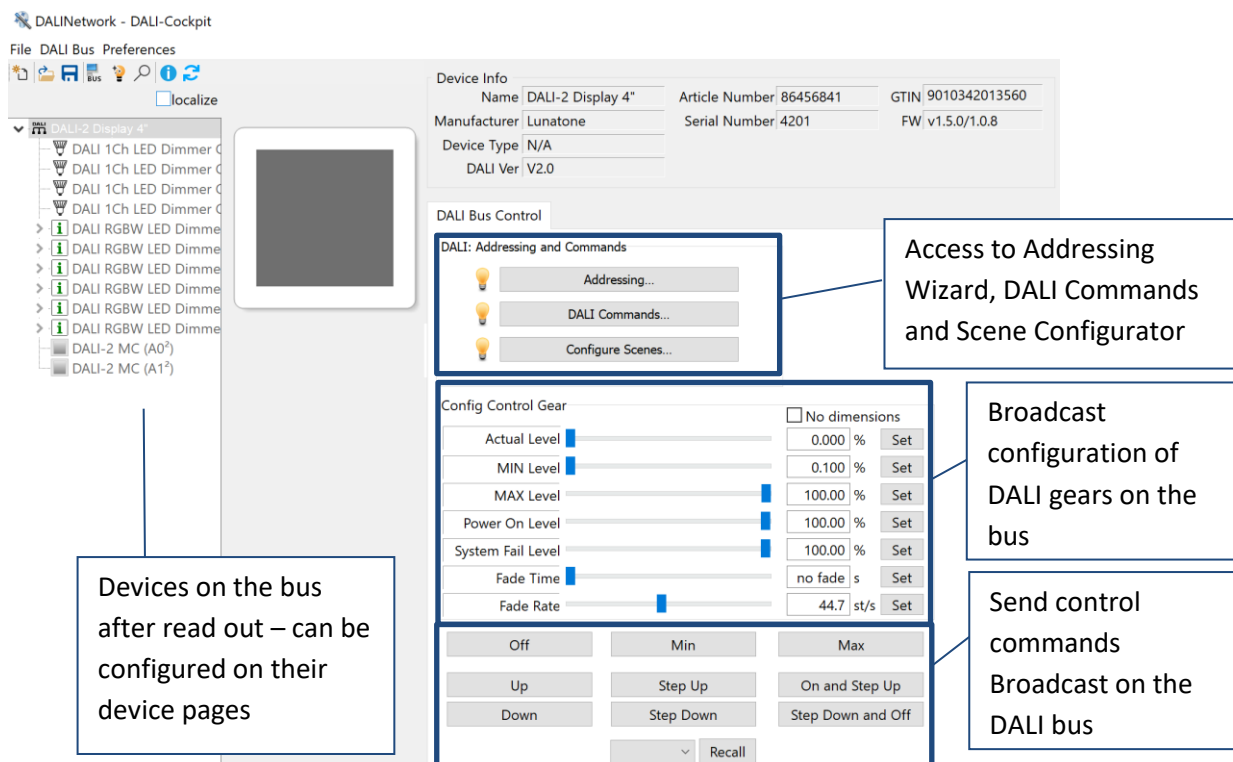 DALINetwork - DALI-Cockpit
File DALI Bus Preferences
BUS
localize
DALI
DALI-2 Display 4"
DALI 1Ch LED Dimmer
DALI 1Ch LED Dimmer
DALI 1Ch LED Dimmer
DALI 1Ch LED Dimmer
DALI RGBW LED Dimme
DALI RGBW LED Dimme
DALI RGBW LED Dimme
DALI RGBW LED Dimme
DALI RGBW LED Dimme
DALI RGBW LED Dimme
DALI-2 MC (A0²)
DALI-2 MC (A1²)
Device Info
Name DALI-2 Display 4" Article Number 86456841 GTIN 9010342013560
Manufacturer Lunatone Serial Number 4201 FW v1.5.0/1.0.8
Device Type N/A
DALI Ver V2.0
DALI Bus Control
DALI: Addressing and Commands
Addressing...
DALI Commands...
Configure Scenes...
Access to Addressing
Wizard, DALI Commands
and Scene Configurator
Config Control Gear
No dimensions
Actual Level 0.000 % Set
MIN Level 0.100 % Set
MAX Level 100.00 % Set
Power On Level 100.00 % Set
System Fail Level 100.00 % Set
Fade Time no fade s Set
Fade Rate 44.7 st/s Set
Broadcast
configuration of
DALI gears on the
bus
Off Min Max
Up Step Up On and Step Up
Down Step Down Step Down and Off
Recall
Send control
commands
Broadcast on the
DALI bus
Devices on the bus
after read out – can be
configured on their
device pages